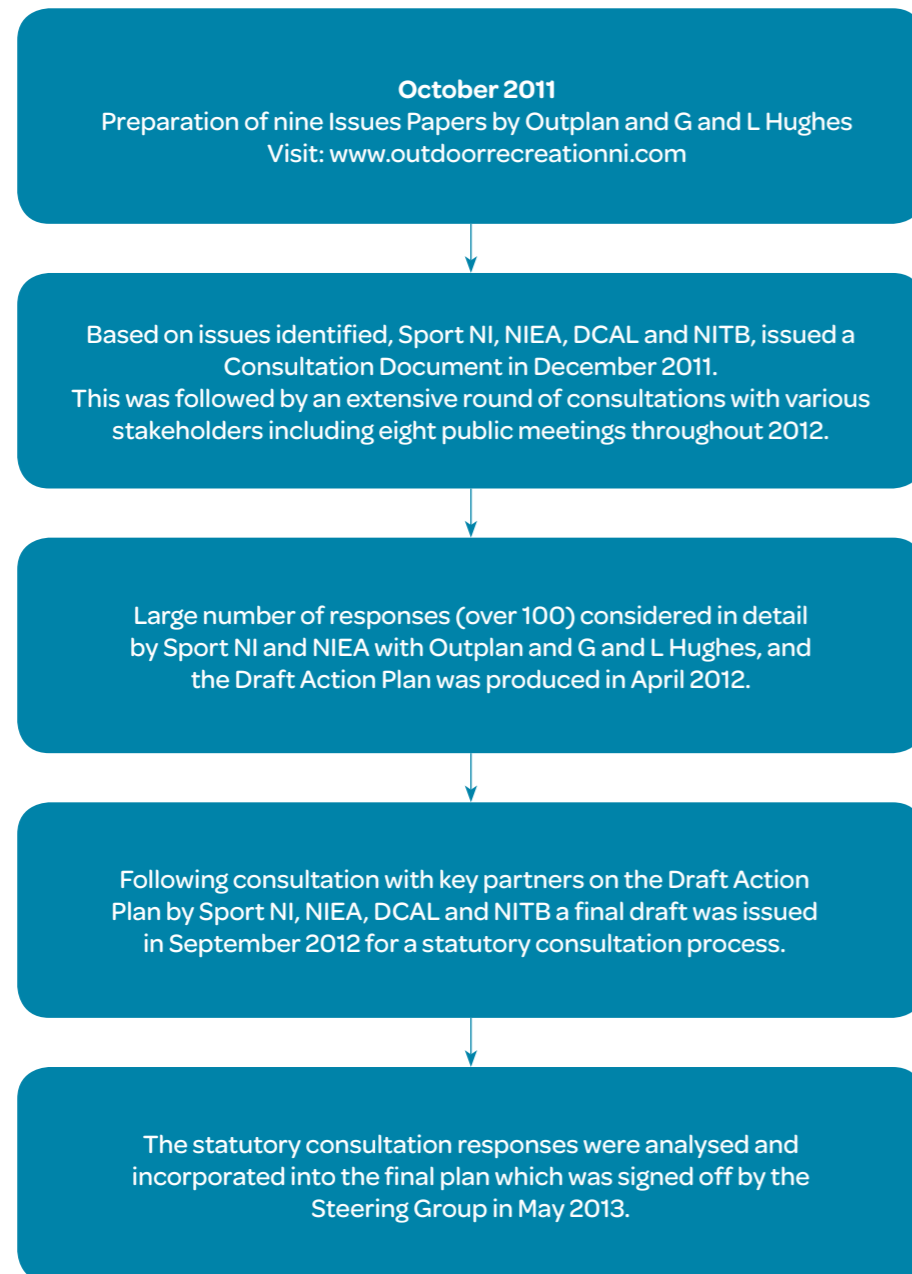 October 2011
Preparation of nine Issues Papers by Outplan and G and L Hughes
Visit: www.outdoorrecreationni.com
Based on issues identified, Sport NI, NIEA, DCAL and NITB, issued a
Consultation Document in December 2011.
This was followed by an extensive round of consultations with various
stakeholders including eight public meetings throughout 2012.
Large number of responses (over 100) considered in detail
by Sport NI and NIEA with Outplan and G and L Hughes, and
the Draft Action Plan was produced in April 2012.
Following consultation with key partners on the Draft Action
Plan by Sport NI, NIEA, DCAL and NITB a final draft was issued
in September 2012 for a statutory consultation process.
The statutory consultation responses were analysed and
incorporated into the final plan which was signed off by the
Steering Group in May 2013.